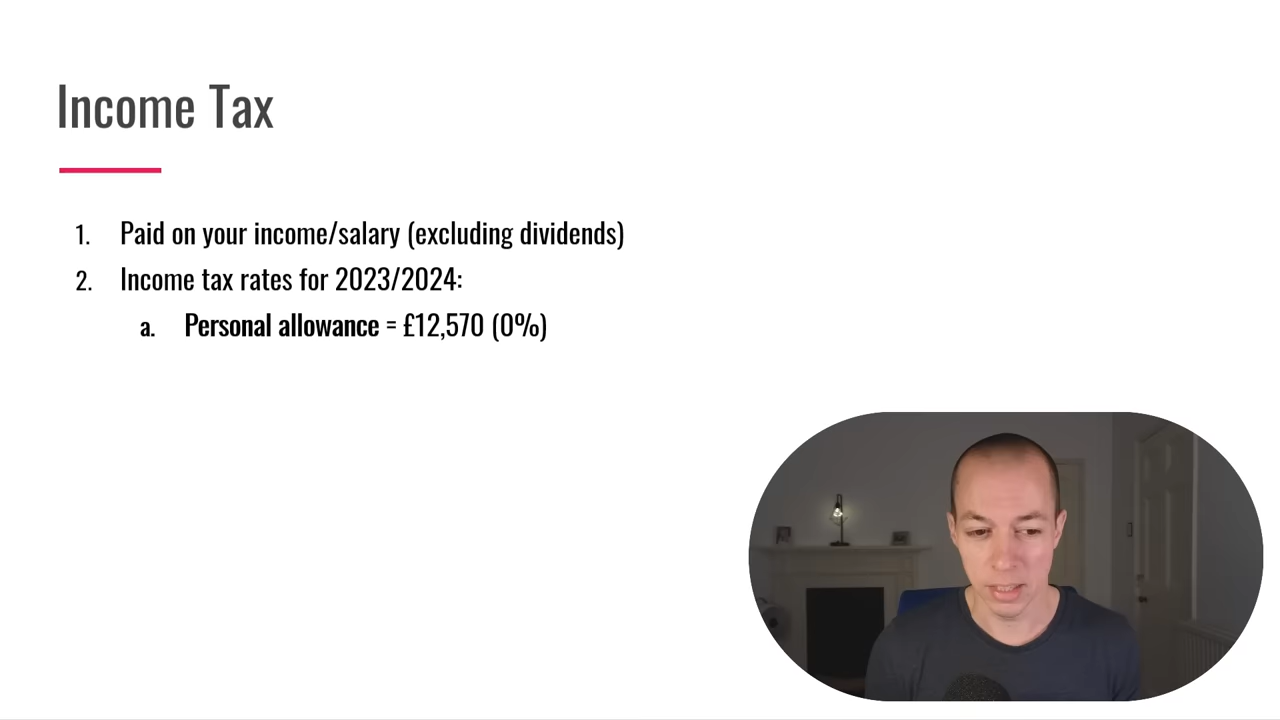 Income Tax
1. Paid on your income/salary (excluding dividends)
2. Income tax rates for 2023/2024:
a. Personal allowance = £12,570 (0%)